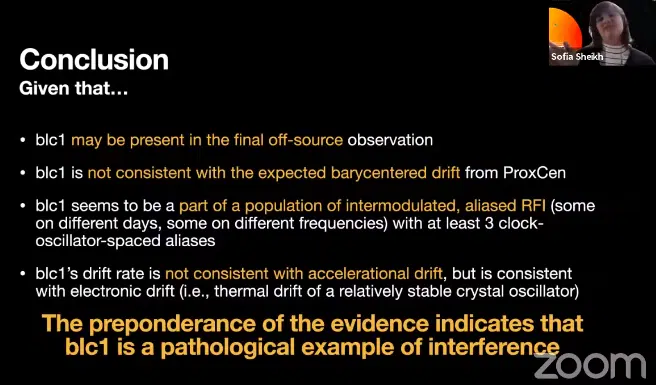 Sofia Sheikh
Conclusion
Given that...
• blc1 may be present in the final off-source observation
• blc1 is not consistent with the expected barycentered drift from ProxCen
• blc1 seems to be a part of a population of intermodulated, aliased RFI (some
on different days, some on different frequencies) with at least 3 clock-
oscillator-spaced aliases
• blc1's drift rate is not consistent with accelerational drift, but is consistent
with electronic drift (i.e., thermal drift of a relatively stable crystal oscillator)
The preponderance of the evidence indicates that
blc1 is a pathological example of interference
zoom